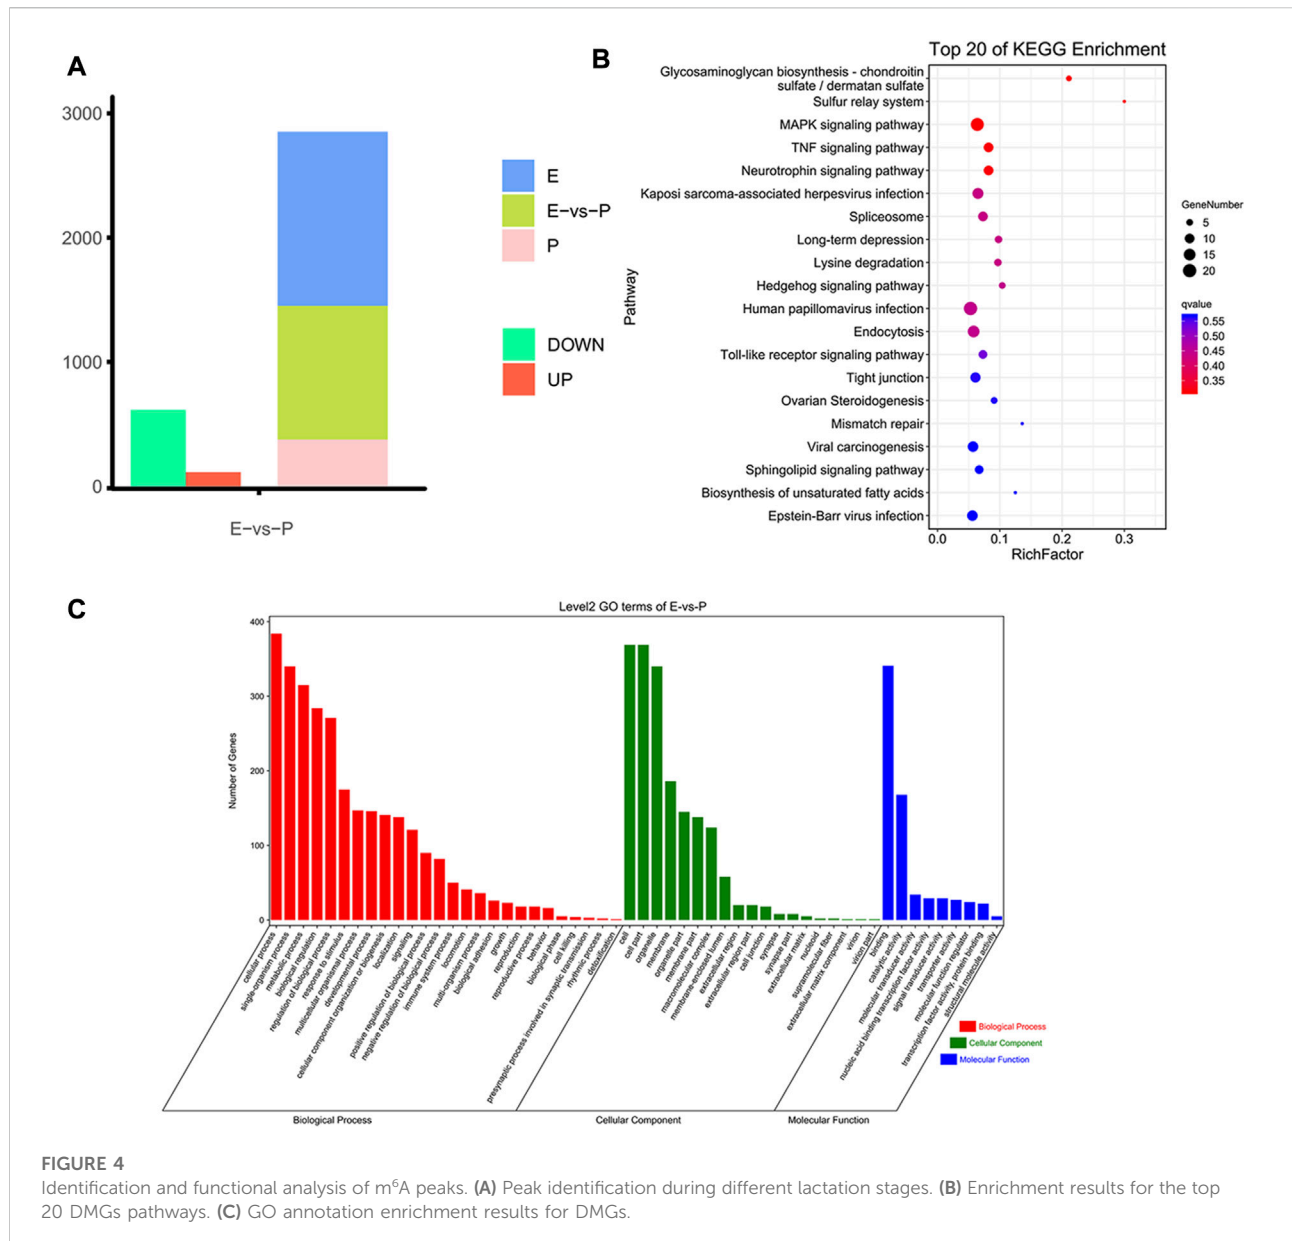 A
3000
2000
1000
0
E−vs−P
E
E−vs−P
P
DOWN
UP
B
Top 20 of KEGG Enrichment
Pathway
Glycosaminoglycan biosynthesis - chondroitin
sulfate / dermatan sulfate
Sulfur relay system
MAPK signaling pathway
TNF signaling pathway
Neurotrophin signaling pathway
Kaposi sarcoma-associated herpesvirus infection
Spliceosome
Long-term depression
Lysine degradation
Hedgehog signaling pathway
Human papillomavirus infection
Endocytosis
Toll-like receptor signaling pathway
Tight junction
Ovarian Steroidogenesis
Mismatch repair
Viral carcinogenesis
Sphingolipid signaling pathway
Biosynthesis of unsaturated fatty acids
Epstein-Barr virus infection
0.0 0.1 0.2 0.3
RichFactor
GeneNumber
5
10
15
20
qvalue
0.55
0.50
0.45
0.40
0.35
C
Level2 GO terms of E-vs-P
Number of Genes
400
300
200
100
0
cellular process
single-organism process
metabolic process
biological regulation
regulation of biological process
response to stimulus
multicellular organismal process
developmental process
cellular component organization or biogenesis
localization
signaling
positive regulation of biological process
negative regulation of biological process
immune system process
locomotion
multi-organism process
biological adhesion
growth
reproduction
reproductive process
behavior
biological phase
cell killing
presynaptic process involved in synaptic transmission
rhythmic process
detoxification
cell
cell part
organelle
membrane
organelle part
membrane part
macromolecular complex
membrane-enclosed lumen
extracellular region
extracellular region part
cell junction
synapse
synapse part
extracellular matrix
nucleoid
supramolecular fiber
extracellular matrix component
virion
virion part
binding
catalytic activity
molecular transducer activity
nucleic acid binding transcription factor activity
signal transducer activity
transporter activity
molecular function regulator
transcription factor activity, protein binding
structural molecule activity
Biological Process
Cellular Component
Molecular Function
Biological Process
Cellular Component
Molecular Function
FIGURE 4
Identification and functional analysis of m⁶A peaks. (A) Peak identification during different lactation stages. (B) Enrichment results for the top
20 DMGs pathways. (C) GO annotation enrichment results for DMGs.